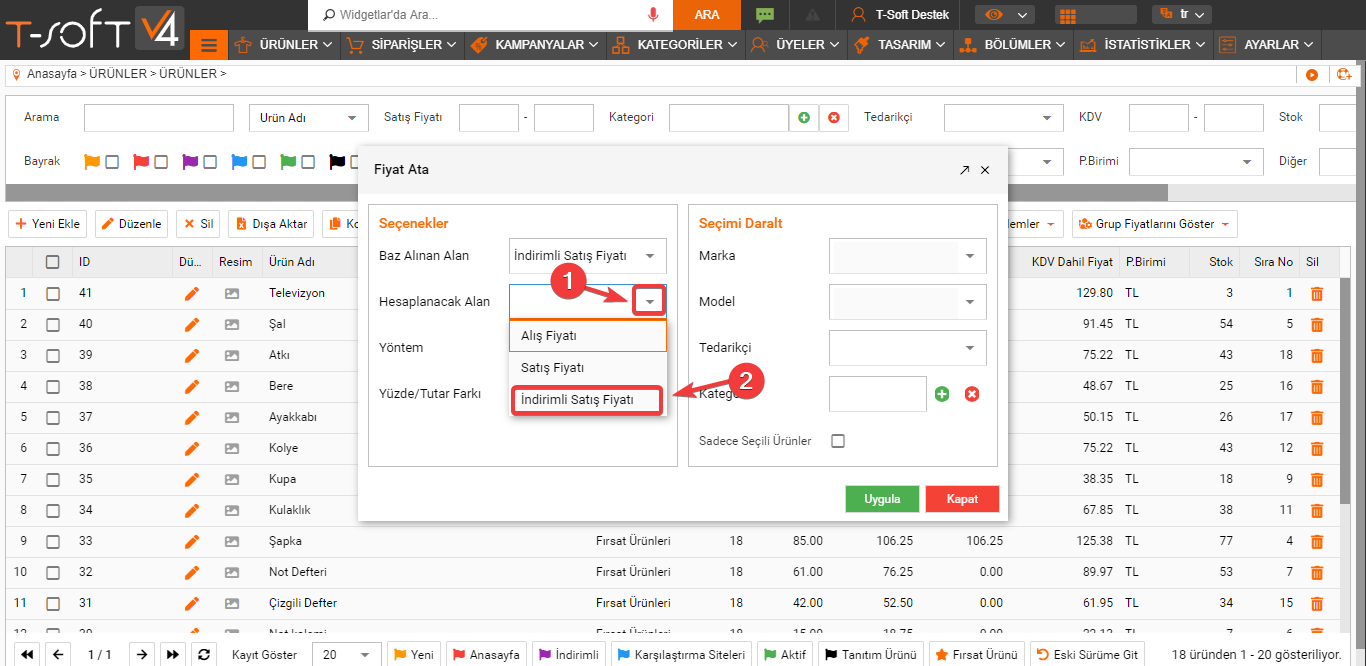 T-SOFT V4
Widgetlar'da Ara...
ARA
T-Soft Destek
tr
ÜRÜNLER
SİPARİŞLER
KAMPANYALAR
KATEGORİLER
ÜYELER
TASARIM
BÖLÜMLER
İSTATİSTİKLER
AYARLAR
Anasayfa > ÜRÜNLER > ÜRÜNLER >
Arama
Ürün Adı
Satış Fiyatı
-
Kategori
Tedarikçi
KDV
-
Stok
Bayrak
P.Birimi
Diğer
Fiyat Ata
Seçenekler
Baz Alınan Alan
İndirimli Satış Fiyatı
Hesaplanacak Alan
1
Alış Fiyatı
Satış Fiyatı
İndirimli Satış Fiyatı
2
Yöntem
Yüzde/Tutar Farkı
Seçimi Daralt
Marka
Model
Tedarikçi
Sadece Seçili Ürünler
Uygula
Kapat
Yeni Ekle
Düzenle
Sil
Dışa Aktar
Grup Fiyatlarını Göster
ID Dü... Resim Ürün Adı KDV Dahil Fiyat P.Birimi Stok Sıra No Sil
1 41 Televizyon 129.80 TL 3 1
2 40 Şal 91.45 TL 54 5
3 39 Atkı 75.22 TL 43 18
4 38 Bere 48.67 TL 25 16
5 37 Ayakkabı 50.15 TL 26 17
6 36 Kolye 75.22 TL 43 12
7 35 Kupa 38.35 TL 18 9
8 34 Kulaklık 67.85 TL 38 11
9 33 Şapka Fırsat Ürünleri 18 85.00 106.25 106.25 125.38 TL 77 4
10 32 Not Defteri Fırsat Ürünleri 18 61.00 76.25 0.00 89.97 TL 53 7
11 31 Çizgili Defter Fırsat Ürünleri 18 42.00 52.50 0.00 61.95 TL 34 15
1 / 1
Kayıt Göster
20
Yeni
Anasayfa
İndirimli
Karşılaştırma Siteleri
Aktif
Tanıtım Ürünü
Fırsat Ürünü
Eski Sürüme Git
18 üründen 1 - 20 gösteriliyor.